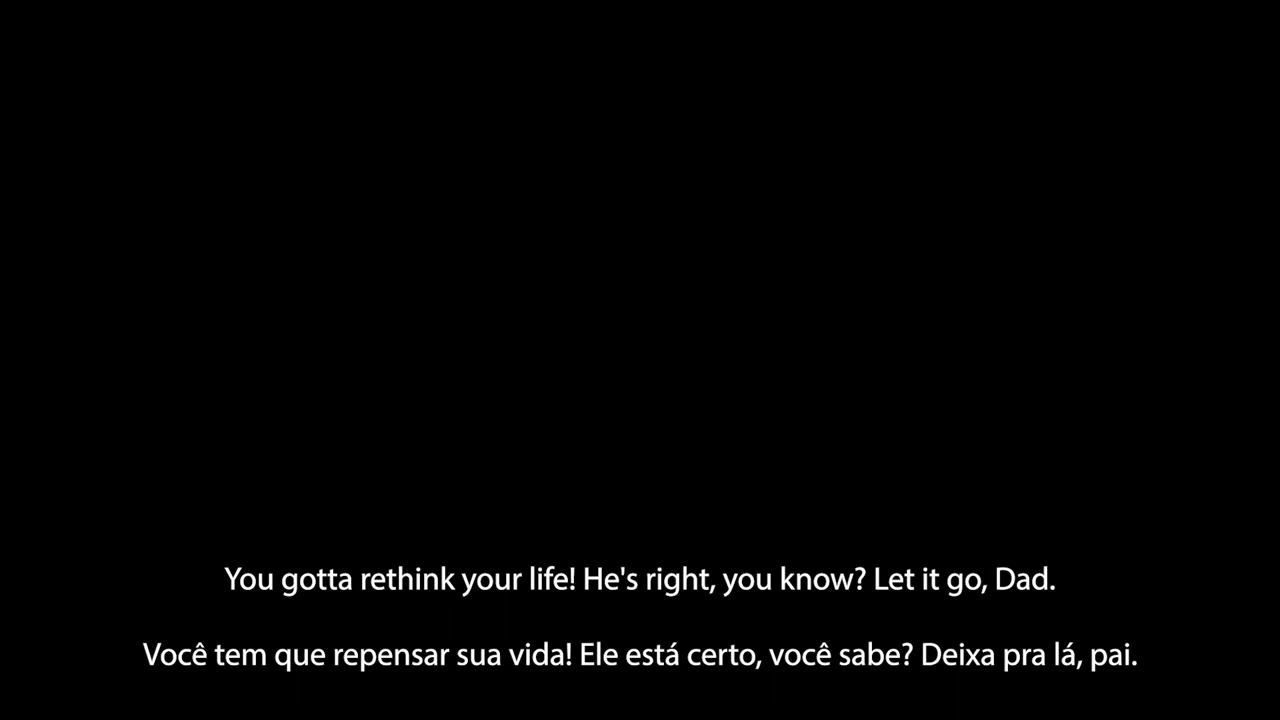 You gotta rethink your life! He's right, you know? Let it go, Dad.
Você tem que repensar sua vida! Ele está certo, você sabe? Deixa pra lá, pai.